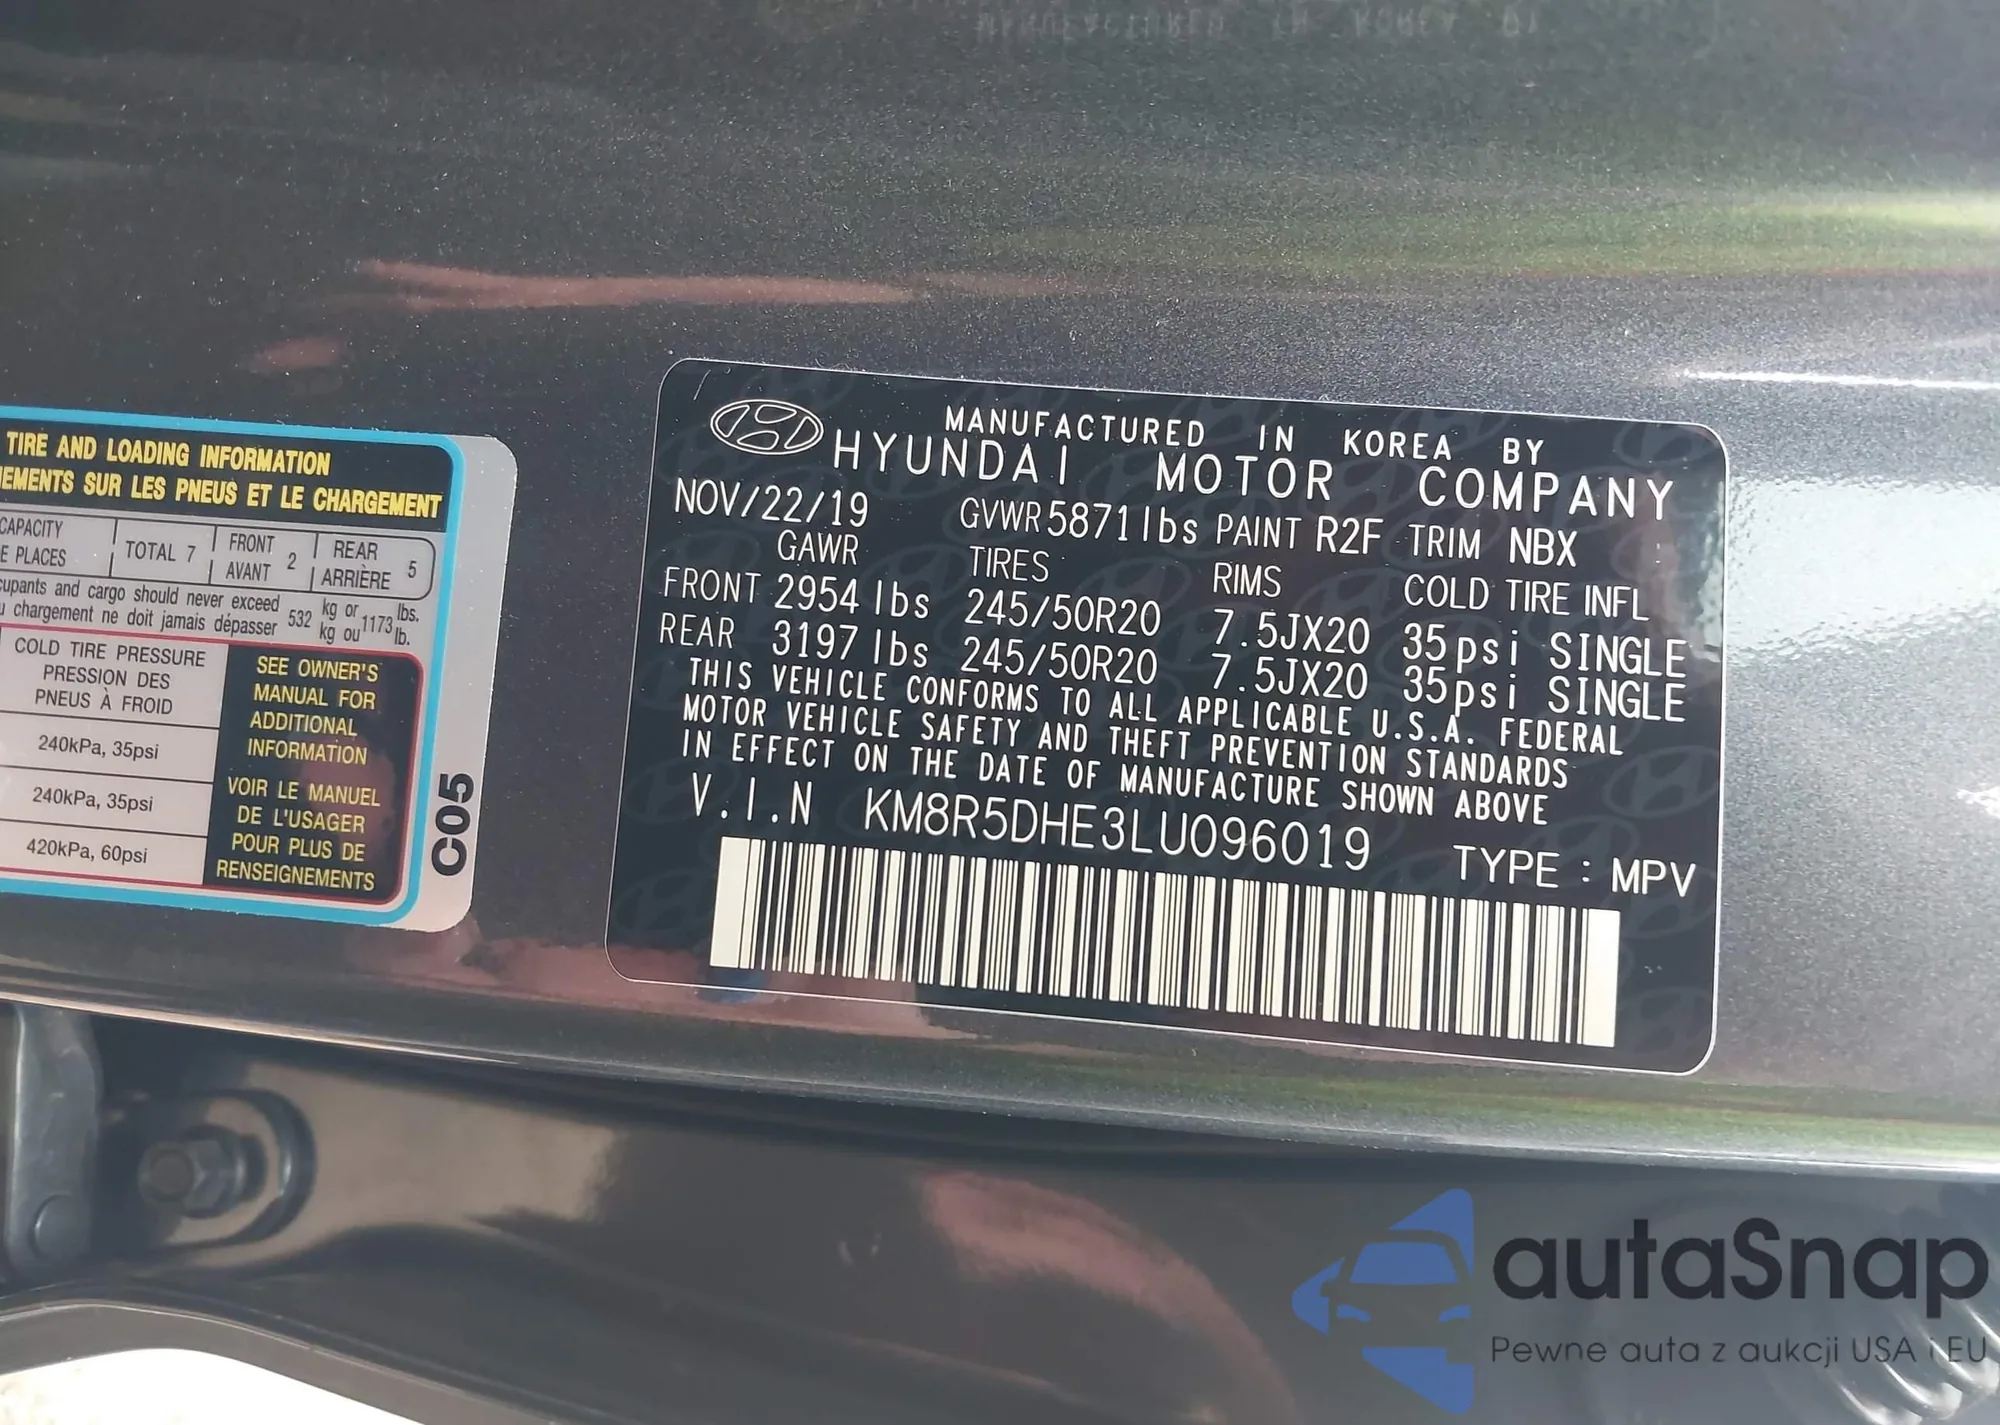 TIRE AND LOADING INFORMATION
EMENTS SUR LES PNEUS ET LE CHARGEMENT
CAPACITY
E PLACES
TOTAL 7
FRONT
AVANT
2
REAR
ARRIÈRE
5
cupants and cargo should never exceed
u chargement ne doit jamais dépasser
532
kg or
kg ou
1173
lbs.
lb.
COLD TIRE PRESSURE
PRESSION DES
PNEUS À FROID
240kPa, 35psi
240kPa, 35psi
420kPa, 60psi
SEE OWNER'S
MANUAL FOR
ADDITIONAL
INFORMATION
VOIR LE MANUEL
DE L'USAGER
POUR PLUS DE
RENSEIGNEMENTS
C05
MANUFACTURED IN KOREA BY
HYUNDAI MOTOR COMPANY
NOV/22/19 GVWR 5871lbs PAINT R2F TRIM NBX
GAWR TIRES RIMS COLD TIRE INFL
FRONT 2954 lbs 245/50R20 7.5JX20 35psi SINGLE
REAR 3197 lbs 245/50R20 7.5JX20 35psi SINGLE
THIS VEHICLE CONFORMS TO ALL APPLICABLE U.S.A. FEDERAL
MOTOR VEHICLE SAFETY AND THEFT PREVENTION STANDARDS
IN EFFECT ON THE DATE OF MANUFACTURE SHOWN ABOVE
V.I.N KM8R5DHE3LU096019 TYPE : MPV
autaSnap
Pewne auta z aukcji USA i EU